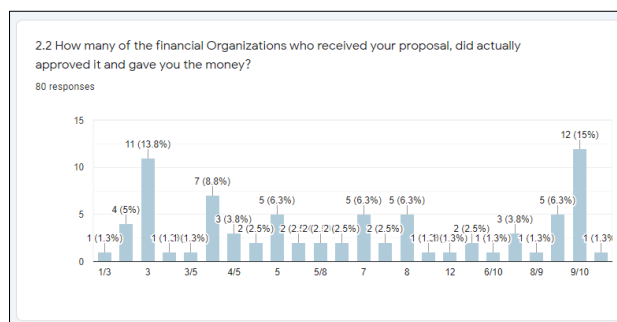 2.2 How many of the financial Organizations who received your proposal, did actually
approved it and gave you the money?
80 responses
15
12 (15%)
11 (13.8%)
10
7 (8.8%)
5 (6.3%) 5 (6.3%) 5 (6.3%) 5 (6.3%)
5
4 (5%)
3 (3.8%) 3 (3.8%)
2 (2.5%) 2 (2.5%) 2 (2.5%) 2 (2.5%)
1 (1.3%) 1 (1.3%) 1 (1.3%) 1 (1.3%) 1 (1.3%)
0
1/3 3 3/5 4/5 5 5/8 7 8 12 6/10 8/9 9/10